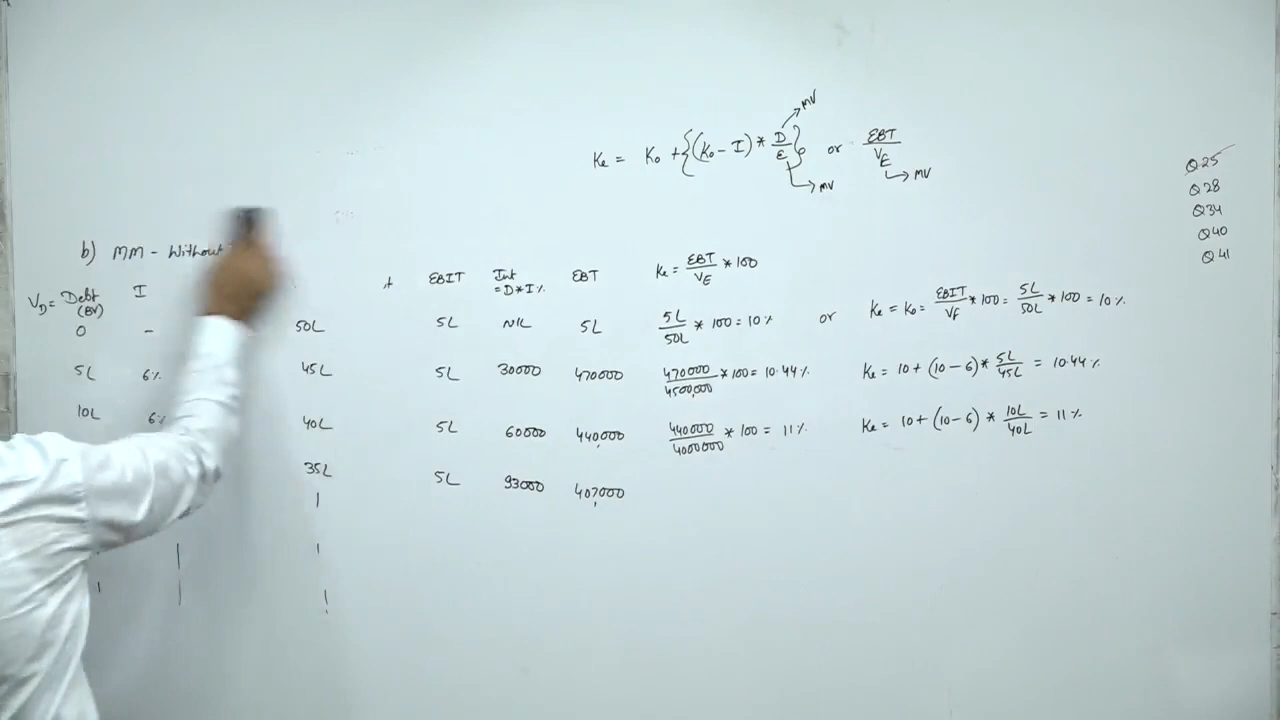 Ke = Ko + {(Ko - I) * D/E} or EBT/VE
MV
MV
MV
Q25
Q28
Q34
Q40
Q41
b) MM - Without
VD = Debt (BV) I EBIT Int = D*I% EBT Ke = EBT/VE * 100
0 - 50L 5L NIL 5L 5L/50L * 100 = 10% or Ke = Ko = EBIT/VF * 100 = 5L/50L * 100 = 10%
5L 6% 45L 5L 30000 470000 470000/4500,000 * 100 = 10.44%. Ke = 10 + (10-6) * 5L/45L = 10.44%
10L 6% 40L 5L 60000 440,000 440000/4000000 * 100 = 11% Ke = 10 + (10-6) * 10L/40L = 11%
35L 5L 93000 407,000